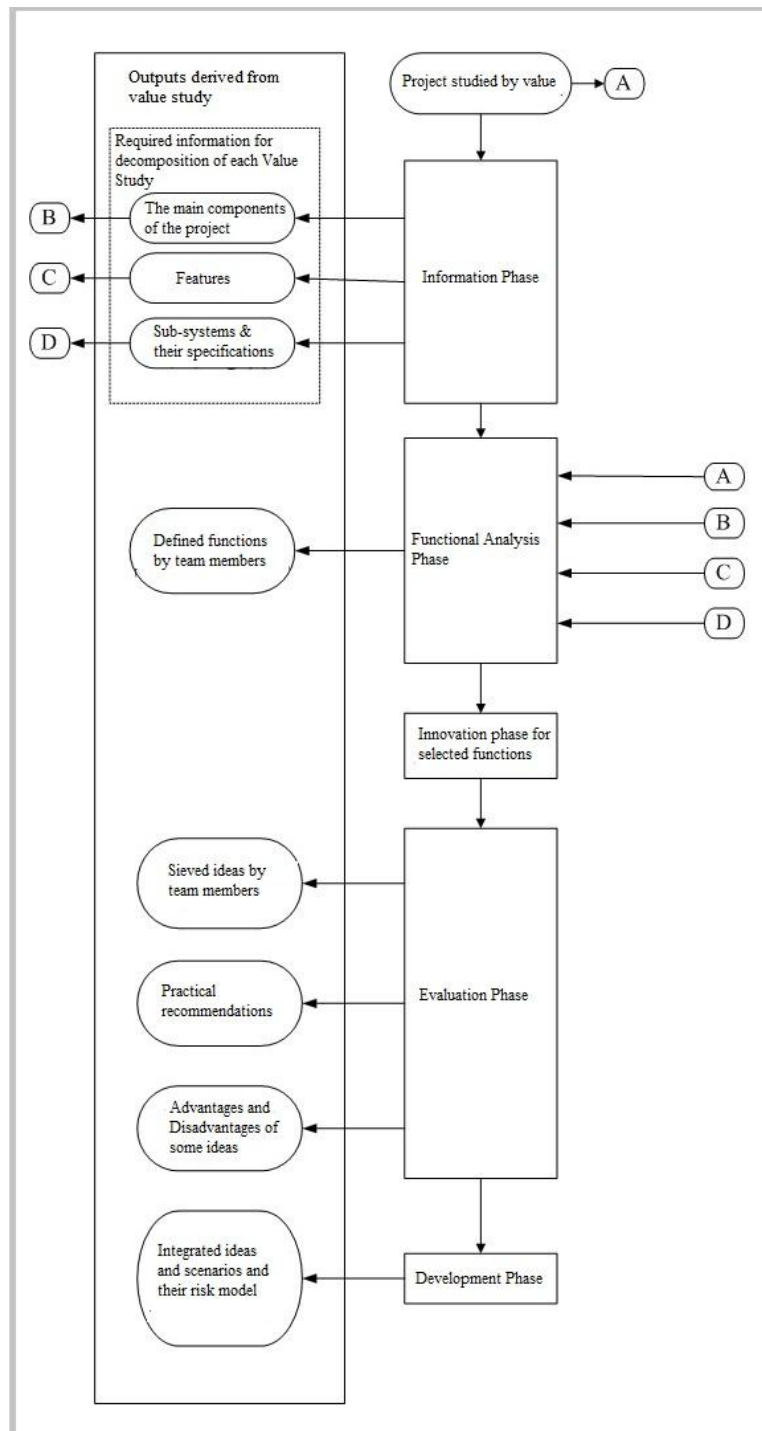 Outputs derived from
value study
Project studied by value
A
Required information for
decomposition of each Value
Study
The main components
of the project
B
Features
C
Sub-systems &
their specifications
D
Information Phase
A
B
C
D
Functional Analysis
Phase
Defined functions
by team members
Innovation phase for
selected functions
Sieved ideas by
team members
Practical
recommendations
Evaluation Phase
Advantages and
Disadvantages of
some ideas
Integrated ideas
and scenarios and
their risk model
Development Phase